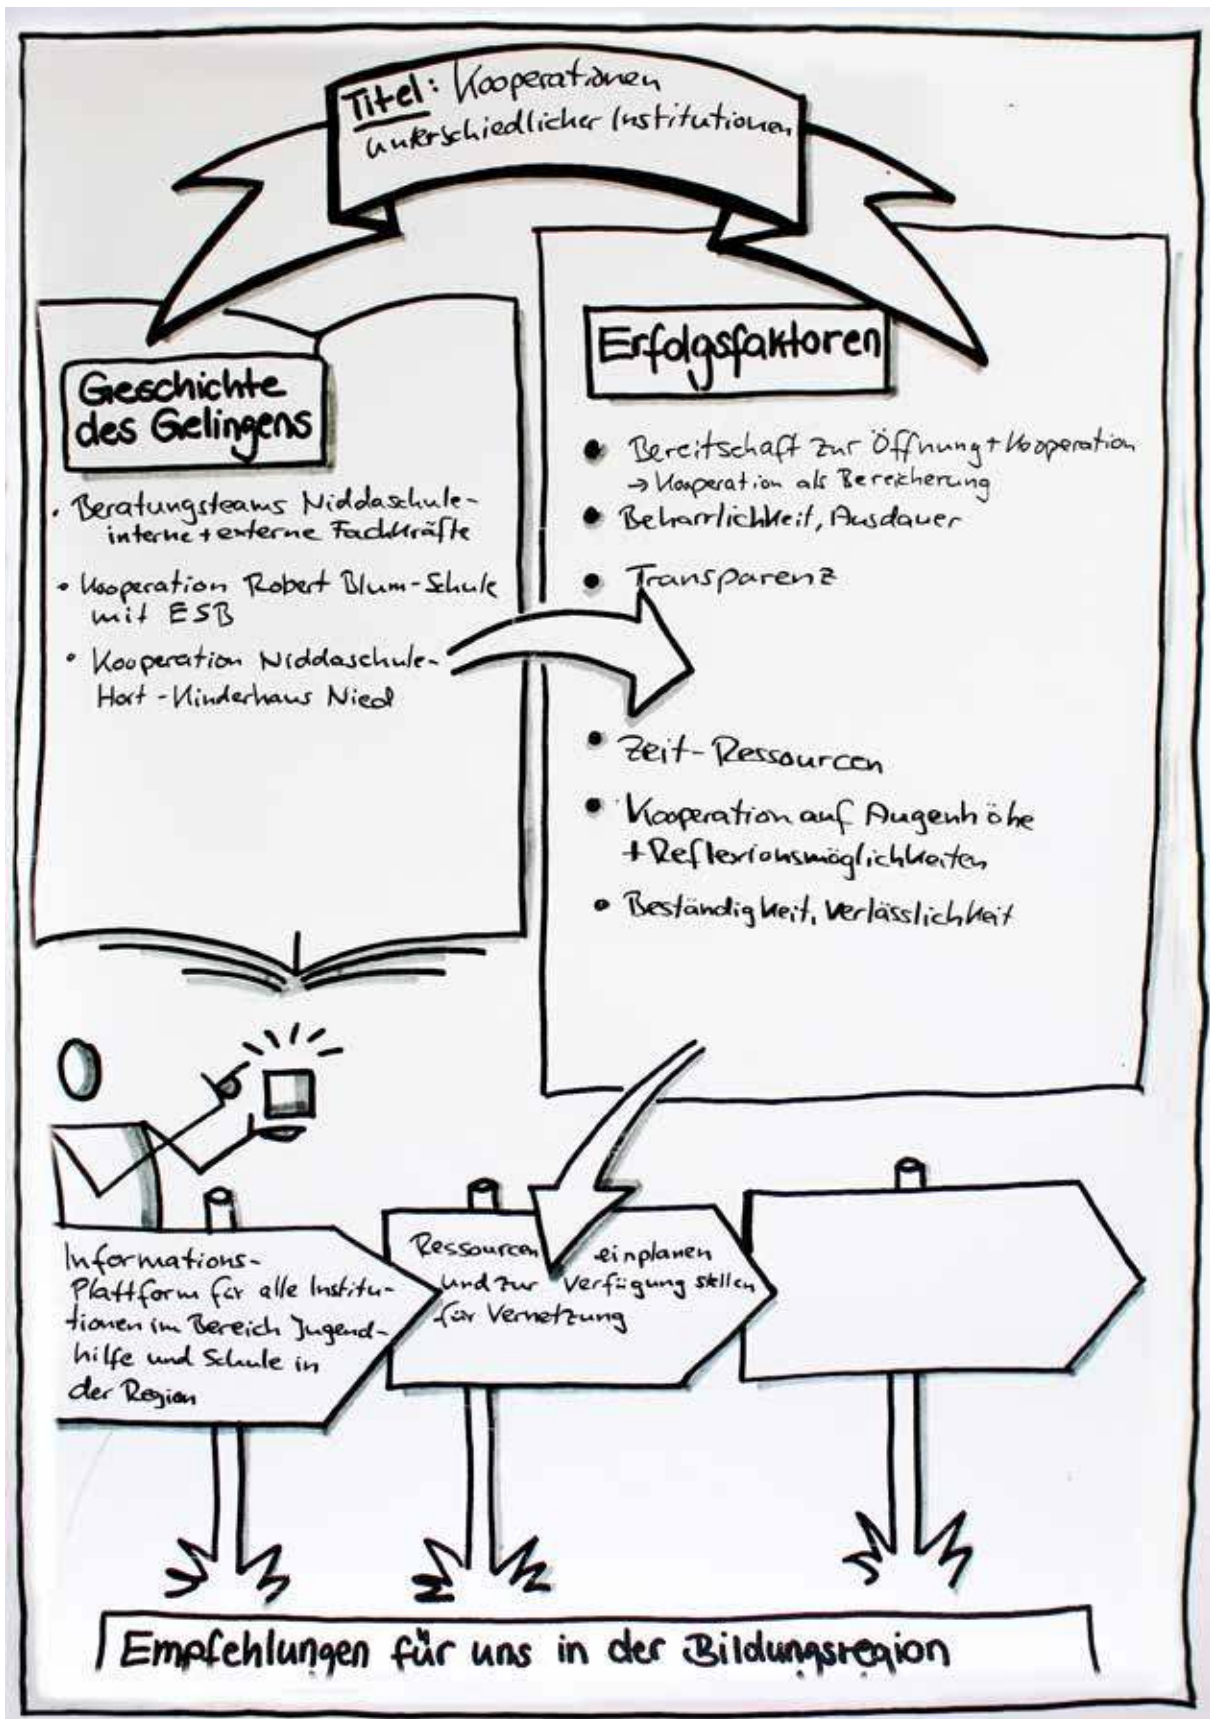 Titel: Kooperationen
unterschiedlicher Institutionen
Geschichte
des Gelingens
• Beratungsteams Niddaschule-
interne + externe Fachkräfte
• Kooperation Robert Blum-Schule
mit ESB
• Kooperation Niddaschule-
Hort - Kinderhaus Nied
Erfolgsfaktoren
• Bereitschaft zur Öffnung + Kooperation
→ Kooperation als Bereicherung
• Beharrlichkeit, Ausdauer
• Transparenz
• Zeit-Ressourcen
• Kooperation auf Augenhöhe
+ Reflexionsmöglichkeiten
• Beständigkeit, Verlässlichkeit
Informations-
Plattform für alle Institu-
tionen im Bereich Jugend-
hilfe und Schule in
der Region
Ressourcen einplanen
und zur Verfügung stellen
für Vernetzung
Empfehlungen für uns in der Bildungsregion